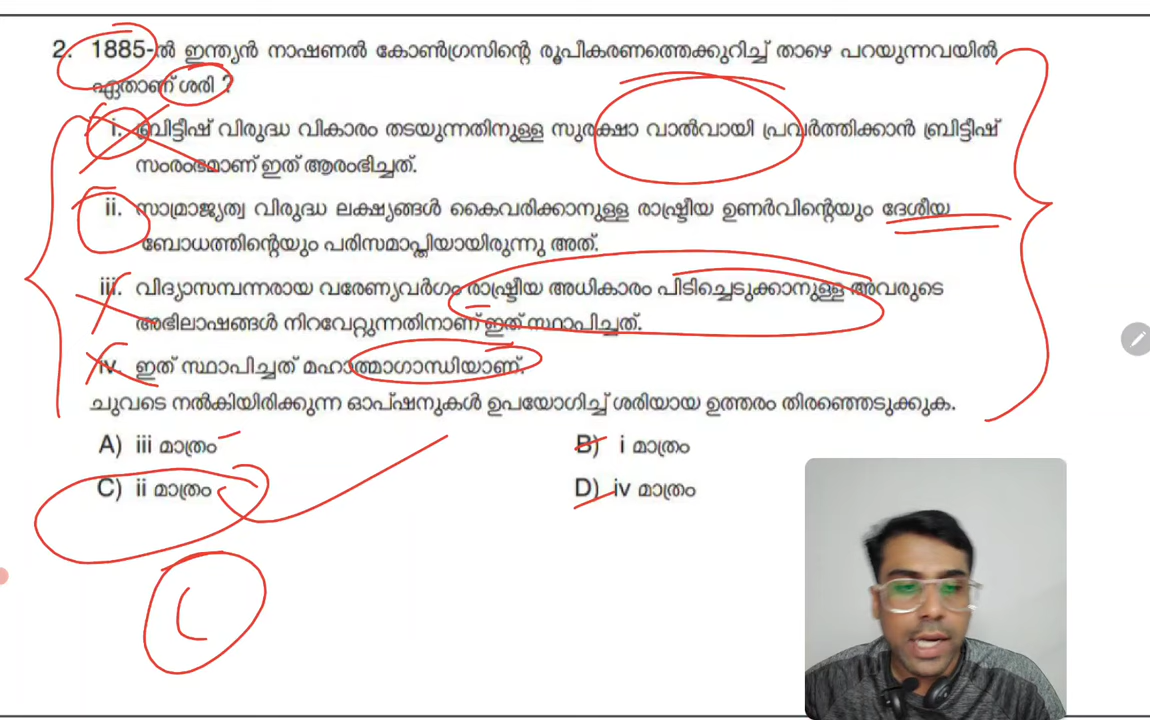 2. 1885-ൽ ഇന്ത്യൻ നാഷണൽ കോൺഗ്രസിന്റെ രൂപീകരണത്തെക്കുറിച്ച് താഴെ പറയുന്നവയിൽ
ഏതാണ് ശരി ?
i. ബ്രിട്ടീഷ് വിരുദ്ധ വികാരം തടയുന്നതിനുള്ള സുരക്ഷാ വാൽവായി പ്രവർത്തിക്കാൻ ബ്രിട്ടീഷ്
സംരംഭമാണ് ഇത് ആരംഭിച്ചത്.
ii. സാമ്രാജ്യത്വ വിരുദ്ധ ലക്ഷ്യങ്ങൾ കൈവരിക്കാനുള്ള രാഷ്ട്രീയ ഉണർവിന്റെയും ദേശീയ
ബോധത്തിന്റെയും പരിസമാപ്തിയായിരുന്നു അത്.
iii. വിദ്യാസമ്പന്നരായ വരേണ്യവർഗം രാഷ്ട്രീയ അധികാരം പിടിച്ചെടുക്കാനുള്ള അവരുടെ
അഭിലാഷങ്ങൾ നിറവേറ്റുന്നതിനാണ് ഇത് സ്ഥാപിച്ചത്.
iv. ഇത് സ്ഥാപിച്ചത് മഹാത്മാഗാന്ധിയാണ്.
ചുവടെ നൽകിയിരിക്കുന്ന ഓപ്ഷനുകൾ ഉപയോഗിച്ച് ശരിയായ ഉത്തരം തിരഞ്ഞെടുക്കുക.
A) iii മാത്രം B) i മാത്രം
C) ii മാത്രം D) iv മാത്രം
C